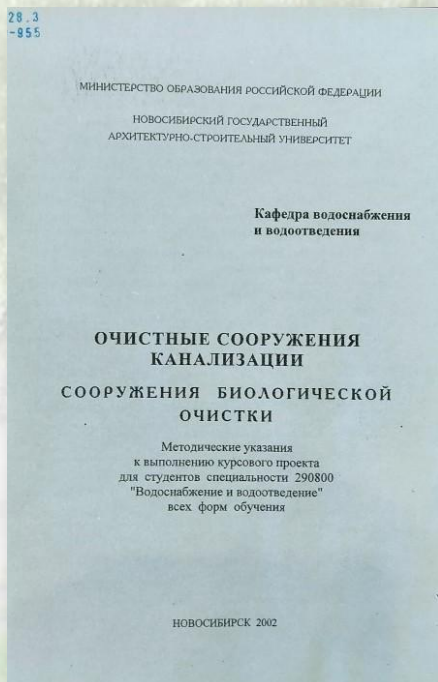 28.3
-955
МИНИСТЕРСТВО ОБРАЗОВАНИЯ РОССИЙСКОЙ ФЕДЕРАЦИИ
НОВОСИБИРСКИЙ ГОСУДАРСТВЕННЫЙ
АРХИТЕКТУРНО-СТРОИТЕЛЬНЫЙ УНИВЕРСИТЕТ
Кафедра водоснабжения
и водоотведения
ОЧИСТНЫЕ СООРУЖЕНИЯ
КАНАЛИЗАЦИИ
СООРУЖЕНИЯ БИОЛОГИЧЕСКОЙ
ОЧИСТКИ
Методические указания
к выполнению курсового проекта
для студентов специальности 290800
"Водоснабжение и водоотведение"
всех форм обучения
НОВОСИБИРСК 2002